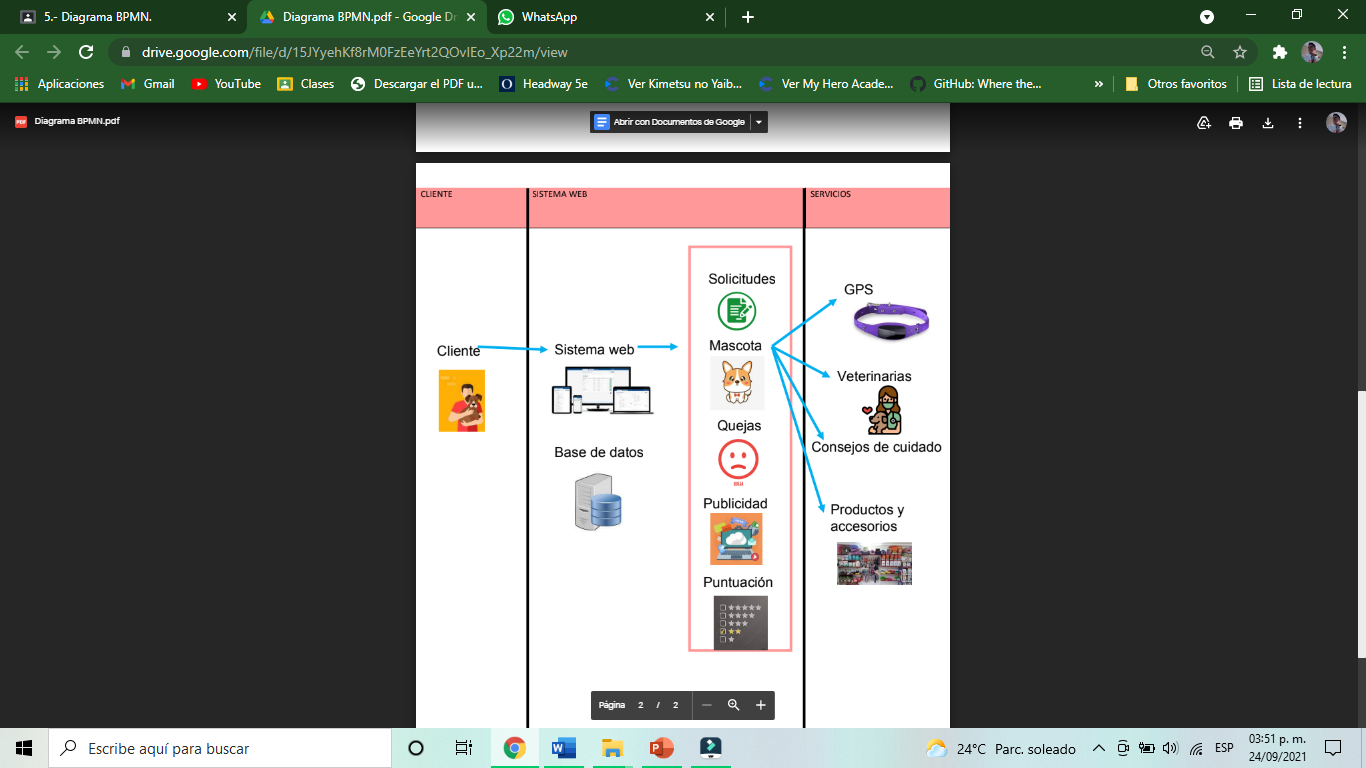 5.- Diagrama BPMN.
Diagrama BPMN.pdf - Google Dr
WhatsApp
drive.google.com/file/d/15JYyehKf8rM0FzEeYrt2QOvlEo_Xp22m/view
Aplicaciones
Gmail
YouTube
Clases
Descargar el PDF u...
Headway 5e
Ver Kimetsu no Yaib...
Ver My Hero Acade...
GitHub: Where the...
»
Otros favoritos
Lista de lectura
PDF
Diagrama BPMN.pdf
Abrir con Documentos de Google
CLIENTE
SISTEMA WEB
SERVICIOS
Cliente
Sistema web
Base de datos
Solicitudes
Mascota
Quejas
Publicidad
Puntuación
GPS
Veterinarias
Consejos de cuidado
Productos y
accesorios
Página 2 / 2
Escribe aquí para buscar
24°C Parc. soleado
ESP
03:51 p. m.
24/09/2021